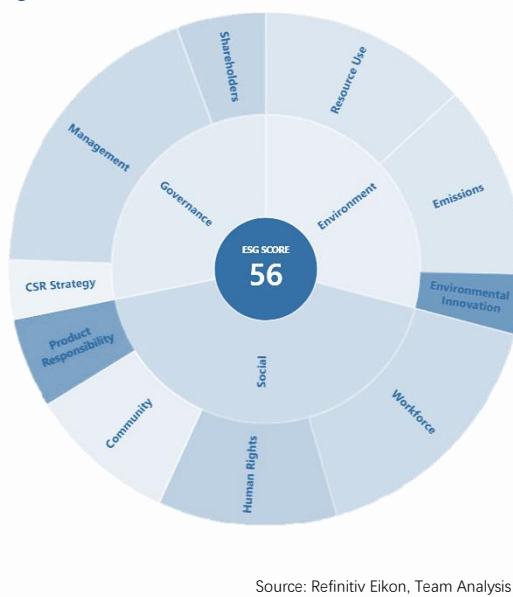 Shareholders
Resource Use
Management
Governance
Environment
Emissions
ESG SCORE
56
CSR Strategy
Environmental
Innovation
Product
Responsibility
Social
Workforce
Community
Human Rights
Source: Refinitiv Eikon, Team Analysis